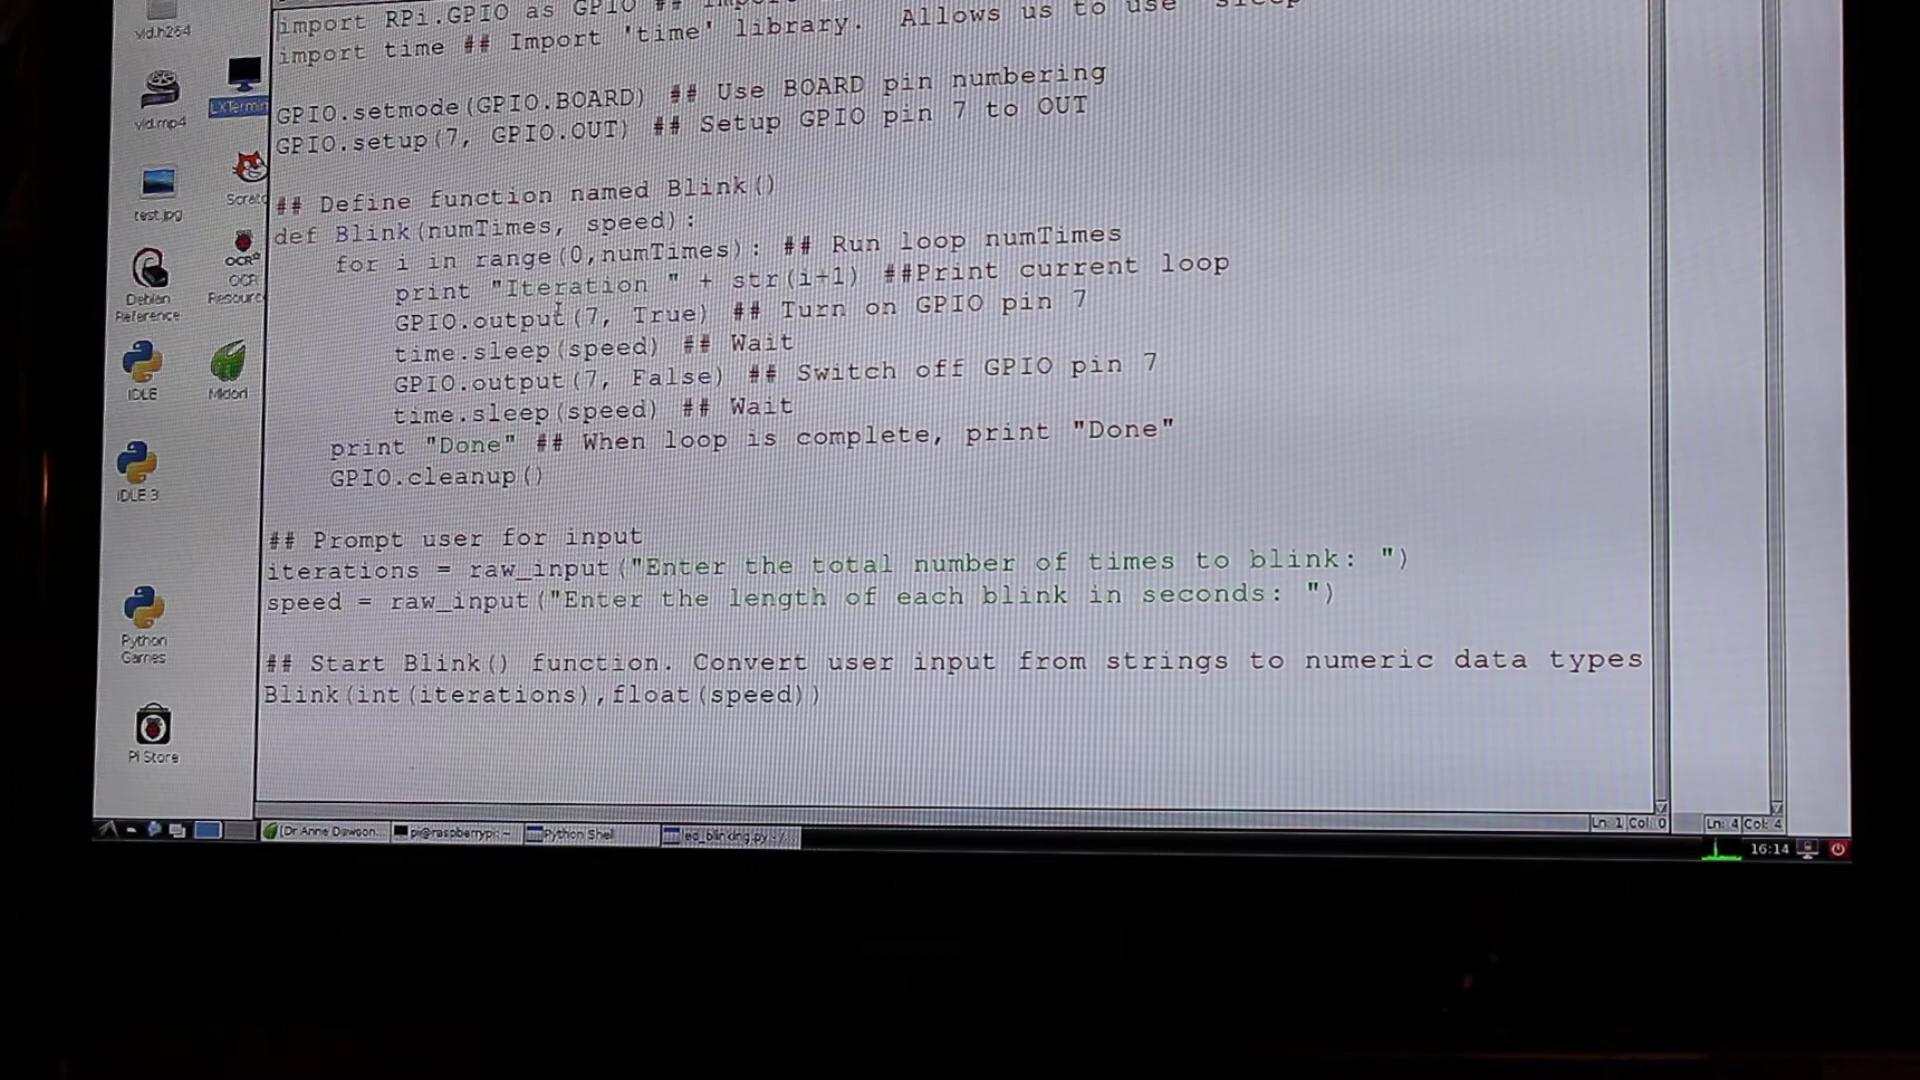 vid.h264
vid.mp4
LXTermin
test.jpg
Scratc
Debian
Reference
OCR
Resourc
IDLE
Midori
IDLE 3
Python
Games
Pi Store
import RPi.GPIO as GPIO ##
import time ## Import 'time' library. Allows us to use
GPIO.setmode(GPIO.BOARD) ## Use BOARD pin numbering
GPIO.setup(7, GPIO.OUT) ## Setup GPIO pin 7 to OUT
## Define function named Blink()
def Blink(numTimes, speed):
for i in range(0,numTimes): ## Run loop numTimes
print "Iteration " + str(i+1) ##Print current loop
GPIO.output(7, True) ## Turn on GPIO pin 7
time.sleep(speed) ## Wait
GPIO.output(7, False) ## Switch off GPIO pin 7
time.sleep(speed) ## Wait
print "Done" ## When loop is complete, print "Done"
GPIO.cleanup()
## Prompt user for input
iterations = raw_input("Enter the total number of times to blink: ")
speed = raw_input("Enter the length of each blink in seconds: ")
## Start Blink() function. Convert user input from strings to numeric data types
Blink(int(iterations),float(speed))
Ln: 1 Col: 0
Ln: 4 Col: 4
[Dr Anne Dawson...
pi@raspberrypi: ~
Python Shell
led_blinking.py - /...
16:14